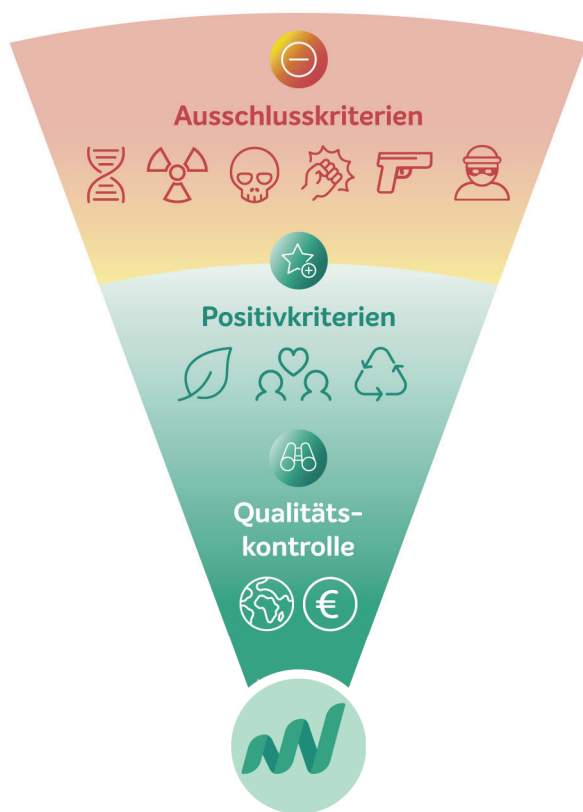 Ausschlusskriterien
Positivkriterien
Qualitäts-
kontrolle
€